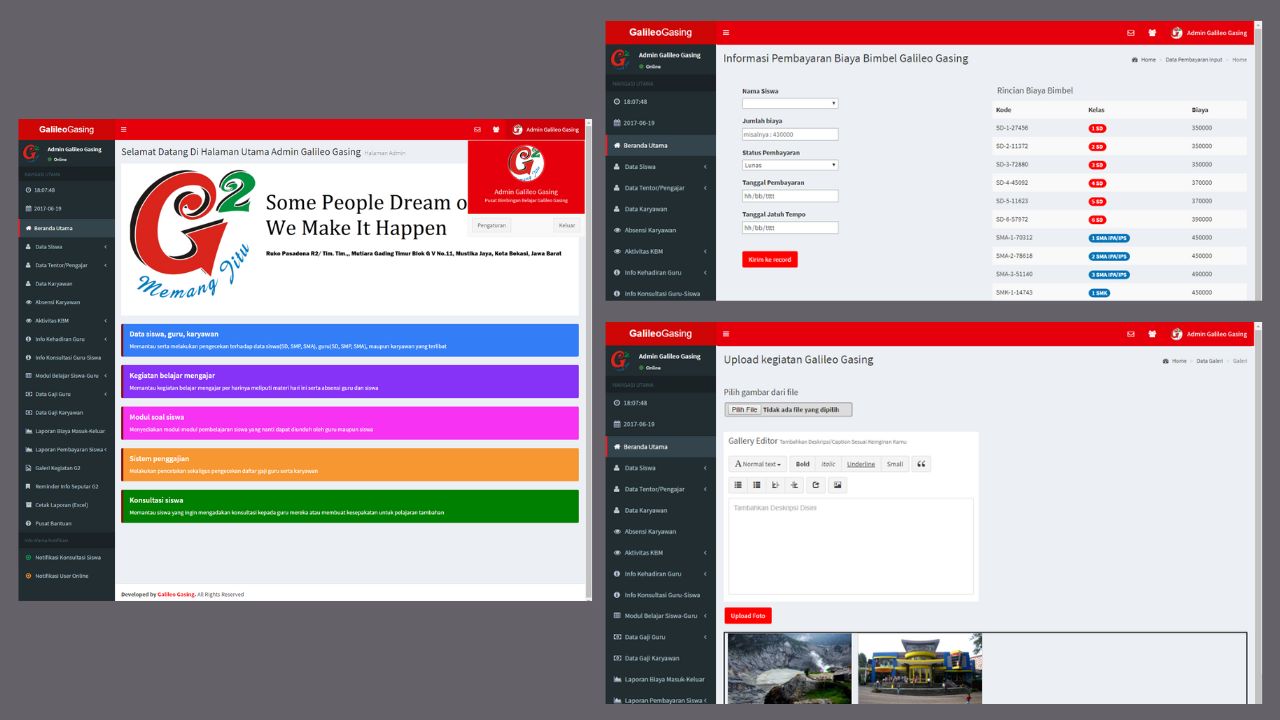 GalileoGasing
Admin Galileo Gasing
Admin Galileo Gasing
Online
Selamat Datang Di Halaman Utama Admin Galileo Gasing Halaman Admin
NAVIGASI UTAMA
18:07:48
2017-06-19
Beranda Utama
Data Siswa
Data Tentor/Pengajar
Data Karyawan
Absensi Karyawan
Aktivitas KBM
Info Kehadiran Guru
Info Konsultasi Guru-Siswa
Modul Belajar Siswa-Guru
Data Gaji Guru
Data Gaji Karyawan
Laporan Biaya Masuk-Keluar
Laporan Pembayaran Siswa
Galeri Kegiatan G2
Reminder Info Seputar G2
Cetak Laporan (Excel)
Pusat Bantuan
Notifikasi Konsultasi Siswa
Notifikasi User Online
G2
Memang Jitu
Some People Dream o
We Make It Happen
Ruko Pasadena R2/ Tim. Tim.,, Mutiara Gading Timur Blok G V No.11, Mustika Jaya, Kota Bekasi, Jawa Barat
Admin Galileo Gasing
Pusat Bimbingan Belajar Galileo Gasing
Pengaturan
Keluar
Data siswa, guru, karyawan
Memantau serta melakukan pengecekan terhadap data siswa(SD, SMP, SMA), guru(SD, SMP, SMA), maupun karyawan yang terlibat
Kegiatan belajar mengajar
Memantau kegiatan belajar mengajar per harinya meliputi materi hari ini serta absensi guru dan siswa
Modul soal siswa
Menyediakan modul-modul pembelajaran siswa yang nanti dapat diunduh oleh guru maupun siswa
Sistem penggajian
Melakukan pencetakan sekaligus pengecekan daftar gaji guru serta karyawan
Konsultasi siswa
Memantau siswa yang ingin mengadakan konsultasi kepada guru mereka atau membuat kesepakatan untuk pelajaran tambahan
Developed by Galileo Gasing. All Rights Reserved
GalileoGasing
Admin Galileo Gasing
Admin Galileo Gasing
Online
NAVIGASI UTAMA
18:07:48
2017-06-19
Beranda Utama
Data Siswa
Data Tentor/Pengajar
Data Karyawan
Absensi Karyawan
Aktivitas KBM
Info Kehadiran Guru
Info Konsultasi Guru-Siswa
Informasi Pembayaran Biaya Bimbel Galileo Gasing
Home > Data Pembayaran Input > Home
Nama Siswa
Jumlah biaya
misalnya : 430000
Status Pembayaran
Lunas
Tanggal Pembayaran
hh/bb/tttt
Tanggal Jatuh Tempo
hh/bb/tttt
Kirim ke record
Rincian Biaya Bimbel
Kode Kelas Biaya
SD-1-27456 1 SD 350000
SD-2-11372 2 SD 350000
SD-3-72880 3 SD 350000
SD-4-45092 4 SD 370000
SD-5-11623 5 SD 370000
SD-6-57972 6 SD 390000
SMA-1-70312 1 SMA IPA/IPS 450000
SMA-2-78618 2 SMA IPA/IPS 450000
SMA-3-51140 3 SMA IPA/IPS 490000
SMK-1-14743 1 SMK 450000
GalileoGasing
Admin Galileo Gasing
Admin Galileo Gasing
Online
NAVIGASI UTAMA
18:07:48
2017-06-19
Beranda Utama
Data Siswa
Data Tentor/Pengajar
Data Karyawan
Absensi Karyawan
Aktivitas KBM
Info Kehadiran Guru
Info Konsultasi Guru-Siswa
Modul Belajar Siswa-Guru
Data Gaji Guru
Data Gaji Karyawan
Laporan Biaya Masuk-Keluar
Laporan Pembayaran Siswa
Upload kegiatan Galileo Gasing
Home > Data Galeri > Galeri
Pilih gambar dari file
Pilih File Tidak ada file yang dipilih
Gallery Editor Tambahkan Deskripsi/Caption Sesuai Keinginan Kamu
Normal text Bold Italic Underline Small
Tambahkan Deskripsi Disini
Upload Foto